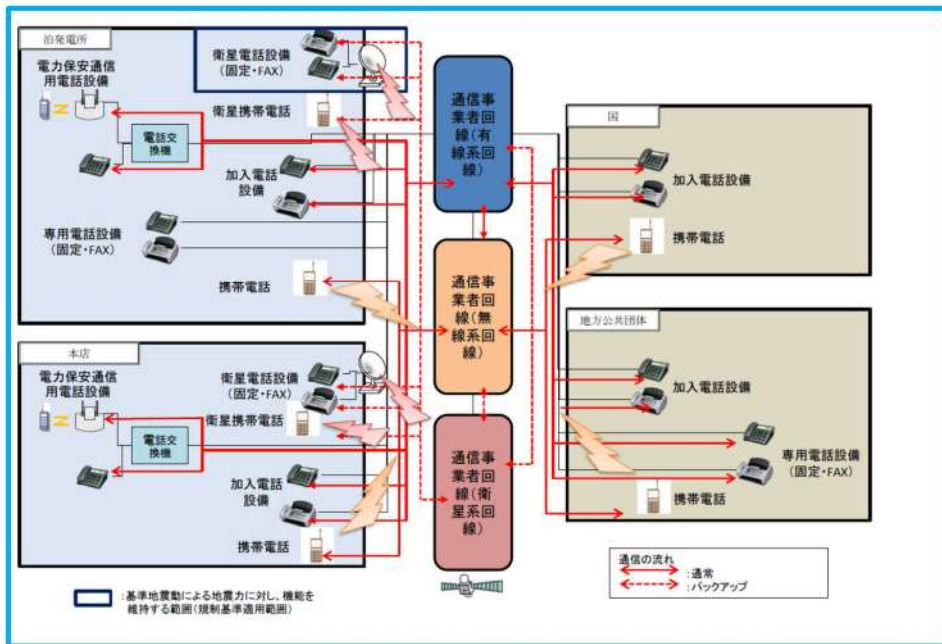 泊発電所
衛星電話設備
(固定・FAX)
電力保安通信
用電話設備
衛星携帯電話
電話交
換機
加入電話
設備
専用電話設備
(固定・FAX)
携帯電話
本店
電力保安通信
用電話設備
衛星電話設備
(固定・FAX)
衛星携帯電話
電話交
換機
加入電話
設備
携帯電話
通信事
業者回
線(有
線系回
線)
通信事
業者回
線(無
線系回
線)
通信事
業者回
線(衛
星系回
線)
国
加入電話設備
携帯電話
地方公共団体
加入電話設備
専用電話設備
(固定・FAX)
携帯電話
通信の流れ
:通常
:バックアップ
:基準地震動による地震力に対し、機能を
維持する範囲(規制基準適用範囲)